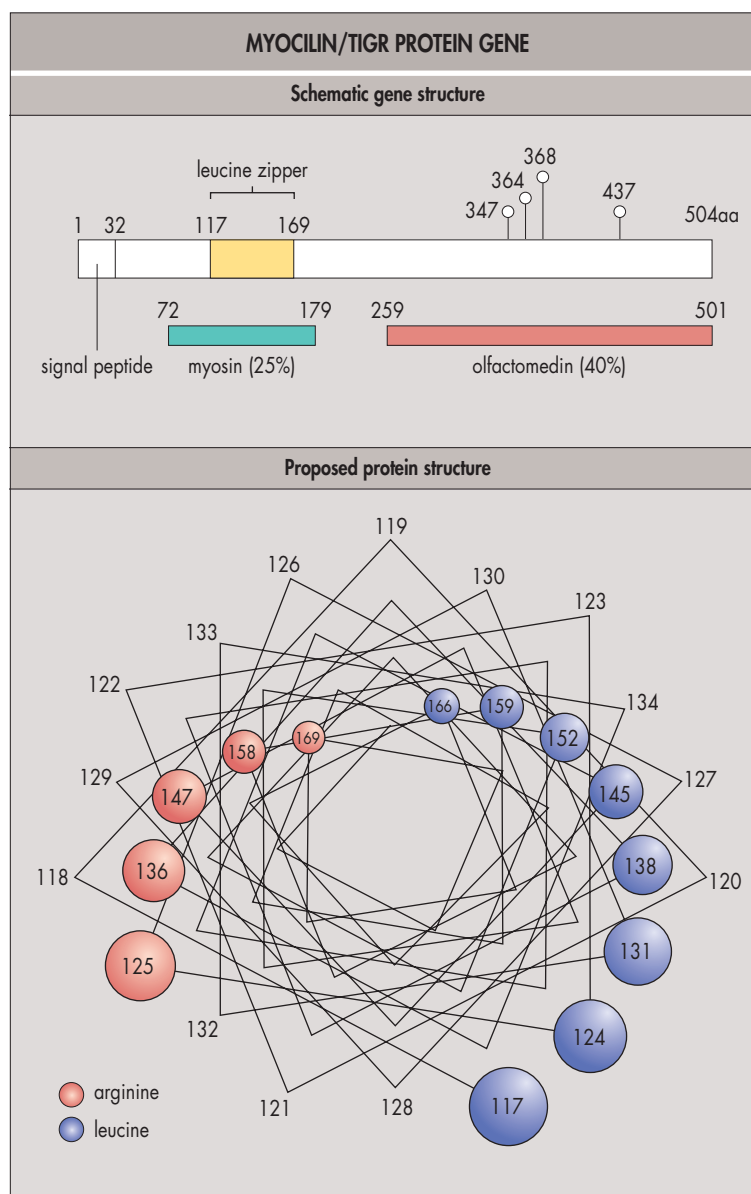 MYOCILIN/TIGR PROTEIN GENE
Schematic gene structure
leucine zipper
368
364
347
437
504aa
1 32 117 169
72 179 259 501
signal peptide myosin (25%) olfactomedin (40%)
Proposed protein structure
119
126 130
123
133
122 134
166 159
169 152
158
129 127
147 145
136 138
118 120
125 131
132 124
121 128 117
arginine
leucine